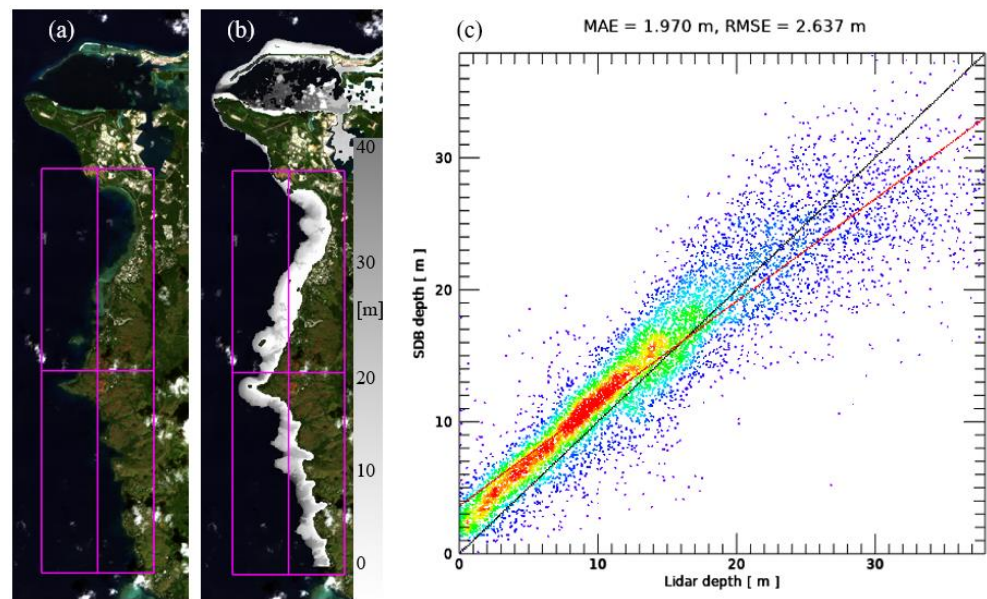 (a)
(b)
(c)
MAE = 1.970 m, RMSE = 2.637 m
40
30
[m]
20
10
0
30
20
10
0
SDB depth [ m ]
0
10
20
30
Lidar depth [ m ]